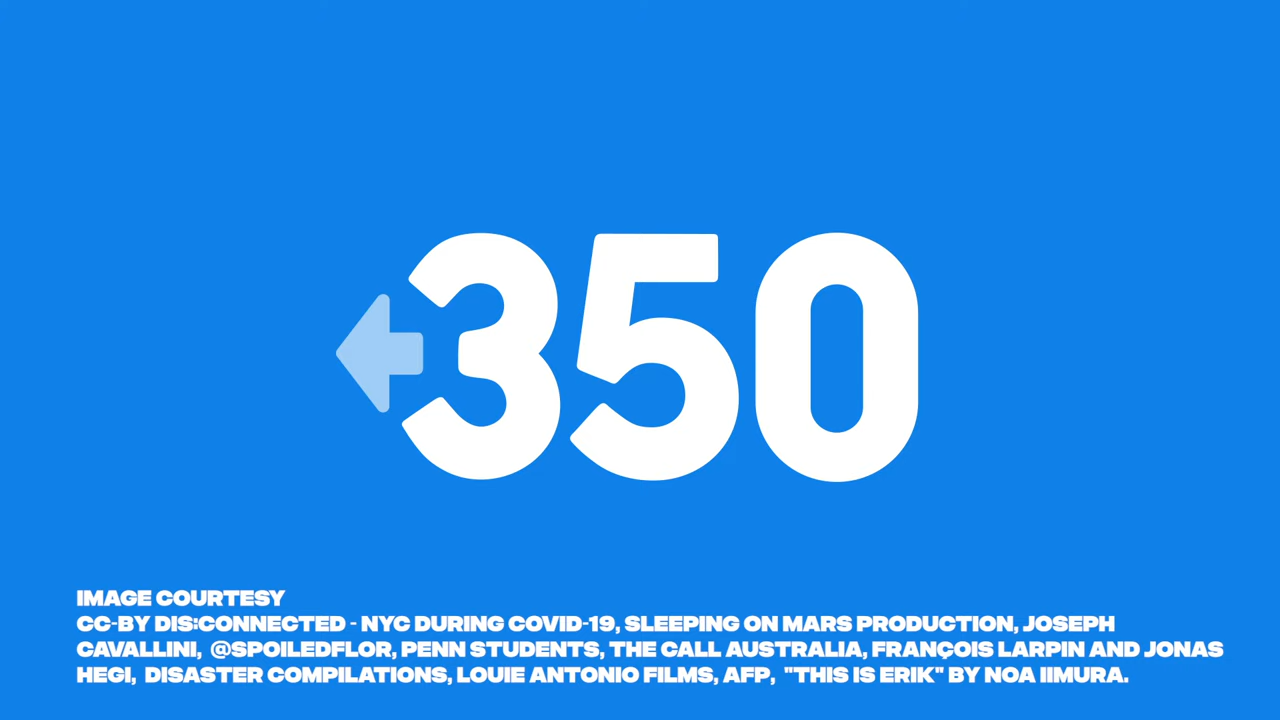 350
IMAGE COURTESY
CC-BY DIS:CONNECTED - NYC DURING COVID-19, SLEEPING ON MARS PRODUCTION, JOSEPH
CAVALLINI,  @SPOILEDFLOR, PENN STUDENTS, THE CALL AUSTRALIA, FRANÇOIS LARPIN AND JONAS
HEGI,  DISASTER COMPILATIONS, LOUIE ANTONIO FILMS, AFP,  "THIS IS ERIK" BY NOA IIMURA.